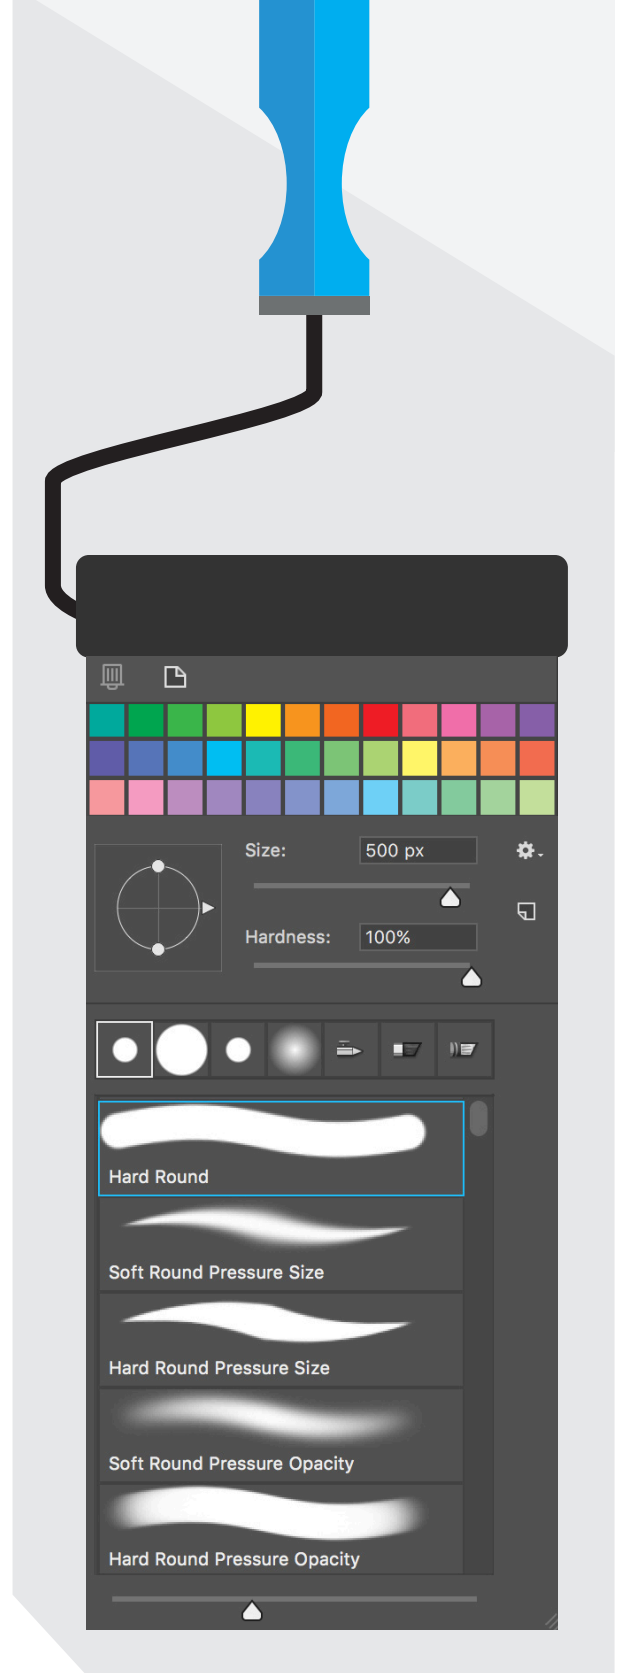 Size: 500 px
Hardness: 100%
Hard Round
Soft Round Pressure Size
Hard Round Pressure Size
Soft Round Pressure Opacity
Hard Round Pressure Opacity